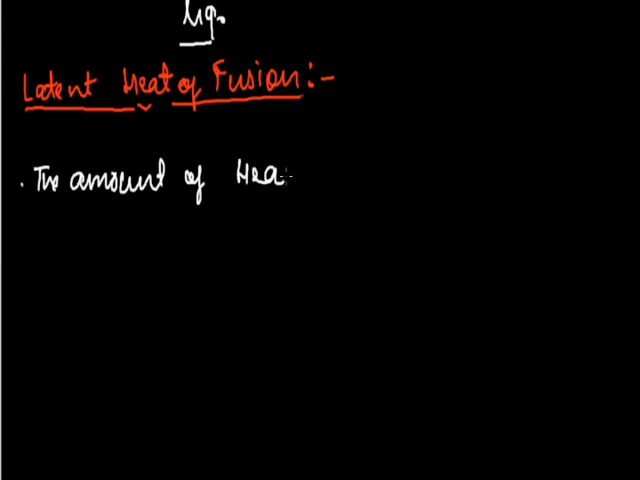 liq.
Latent Heat of Fusion:-
. The amount of Hea